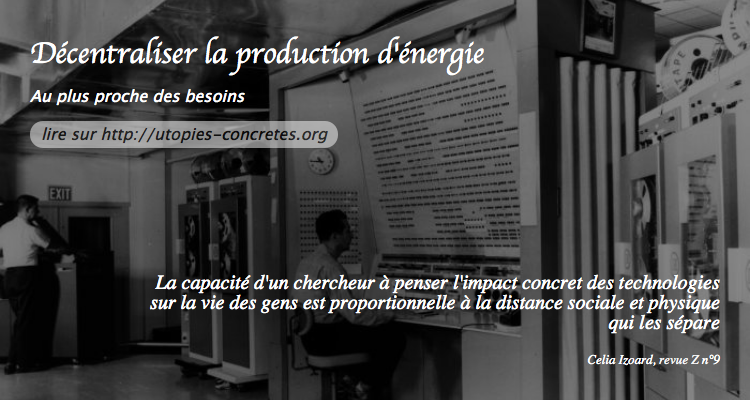 Décentraliser la production d'énergie
Au plus proche des besoins
lire sur http://utopies-concretes.org
EXIT
La capacité d'un chercheur à penser l'impact concret des technologies
sur la vie des gens est proportionnelle à la distance sociale et physique
qui les sépare
Celia Izoard, revue Z n°9